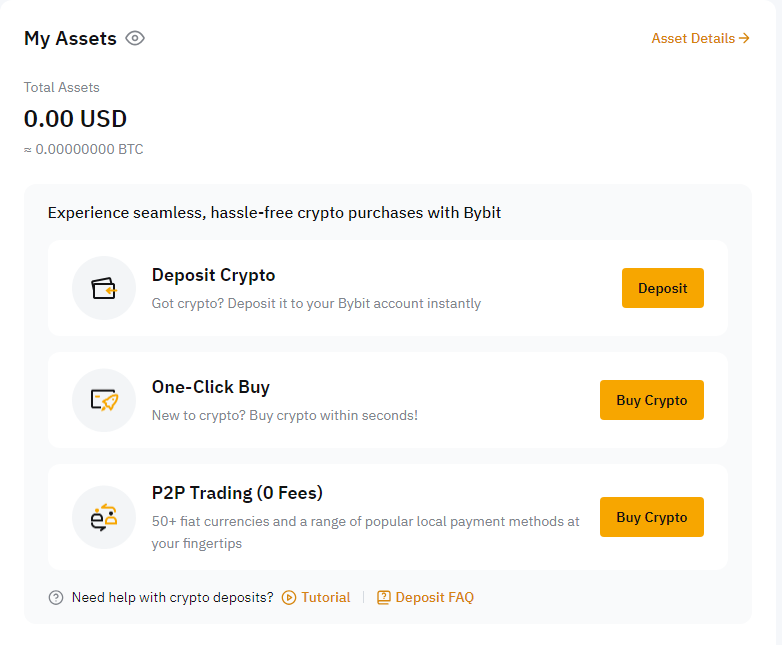 My Assets
Asset Details →
Total Assets
0.00 USD
≈ 0.00000000 BTC
Experience seamless, hassle-free crypto purchases with Bybit
Deposit Crypto
Got crypto? Deposit it to your Bybit account instantly
Deposit
One-Click Buy
New to crypto? Buy crypto within seconds!
Buy Crypto
P2P Trading (0 Fees)
50+ fiat currencies and a range of popular local payment methods at
your fingertips
Buy Crypto
Need help with crypto deposits? Tutorial | Deposit FAQ